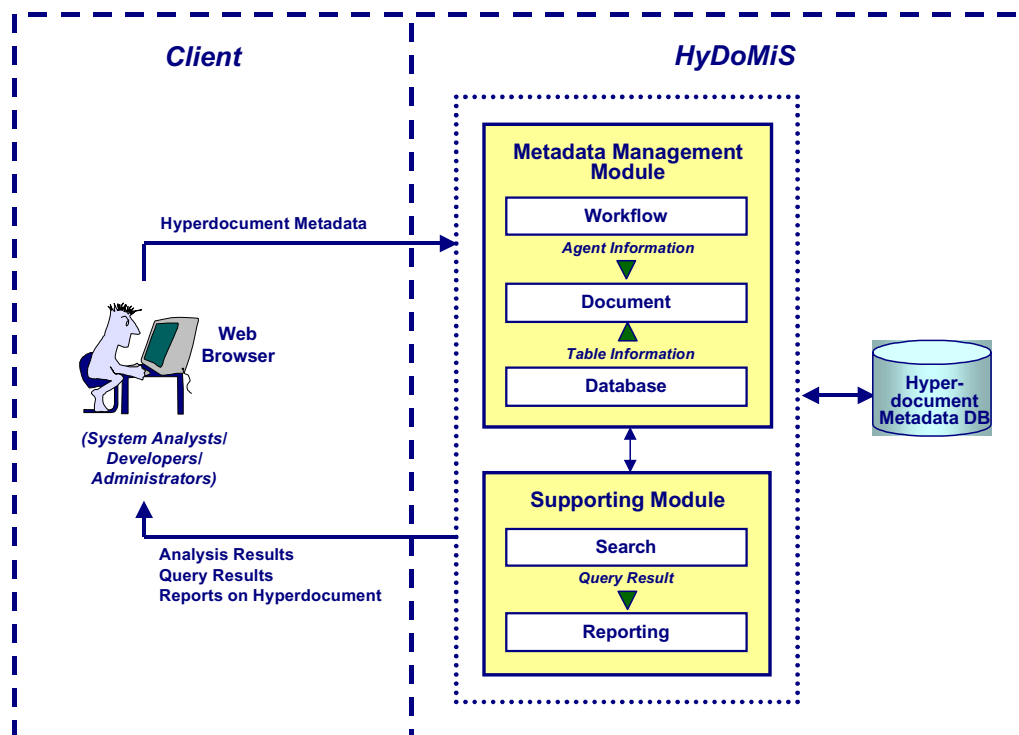 Client
HyDoMiS
Metadata Management
Module
Workflow
Agent Information
Document
Table Information
Database
Hyperdocument Metadata
Web
Browser
(System Analysts/
Developers/
Administrators)
Hyper-
document
Metadata DB
Supporting Module
Search
Query Result
Reporting
Analysis Results
Query Results
Reports on Hyperdocument